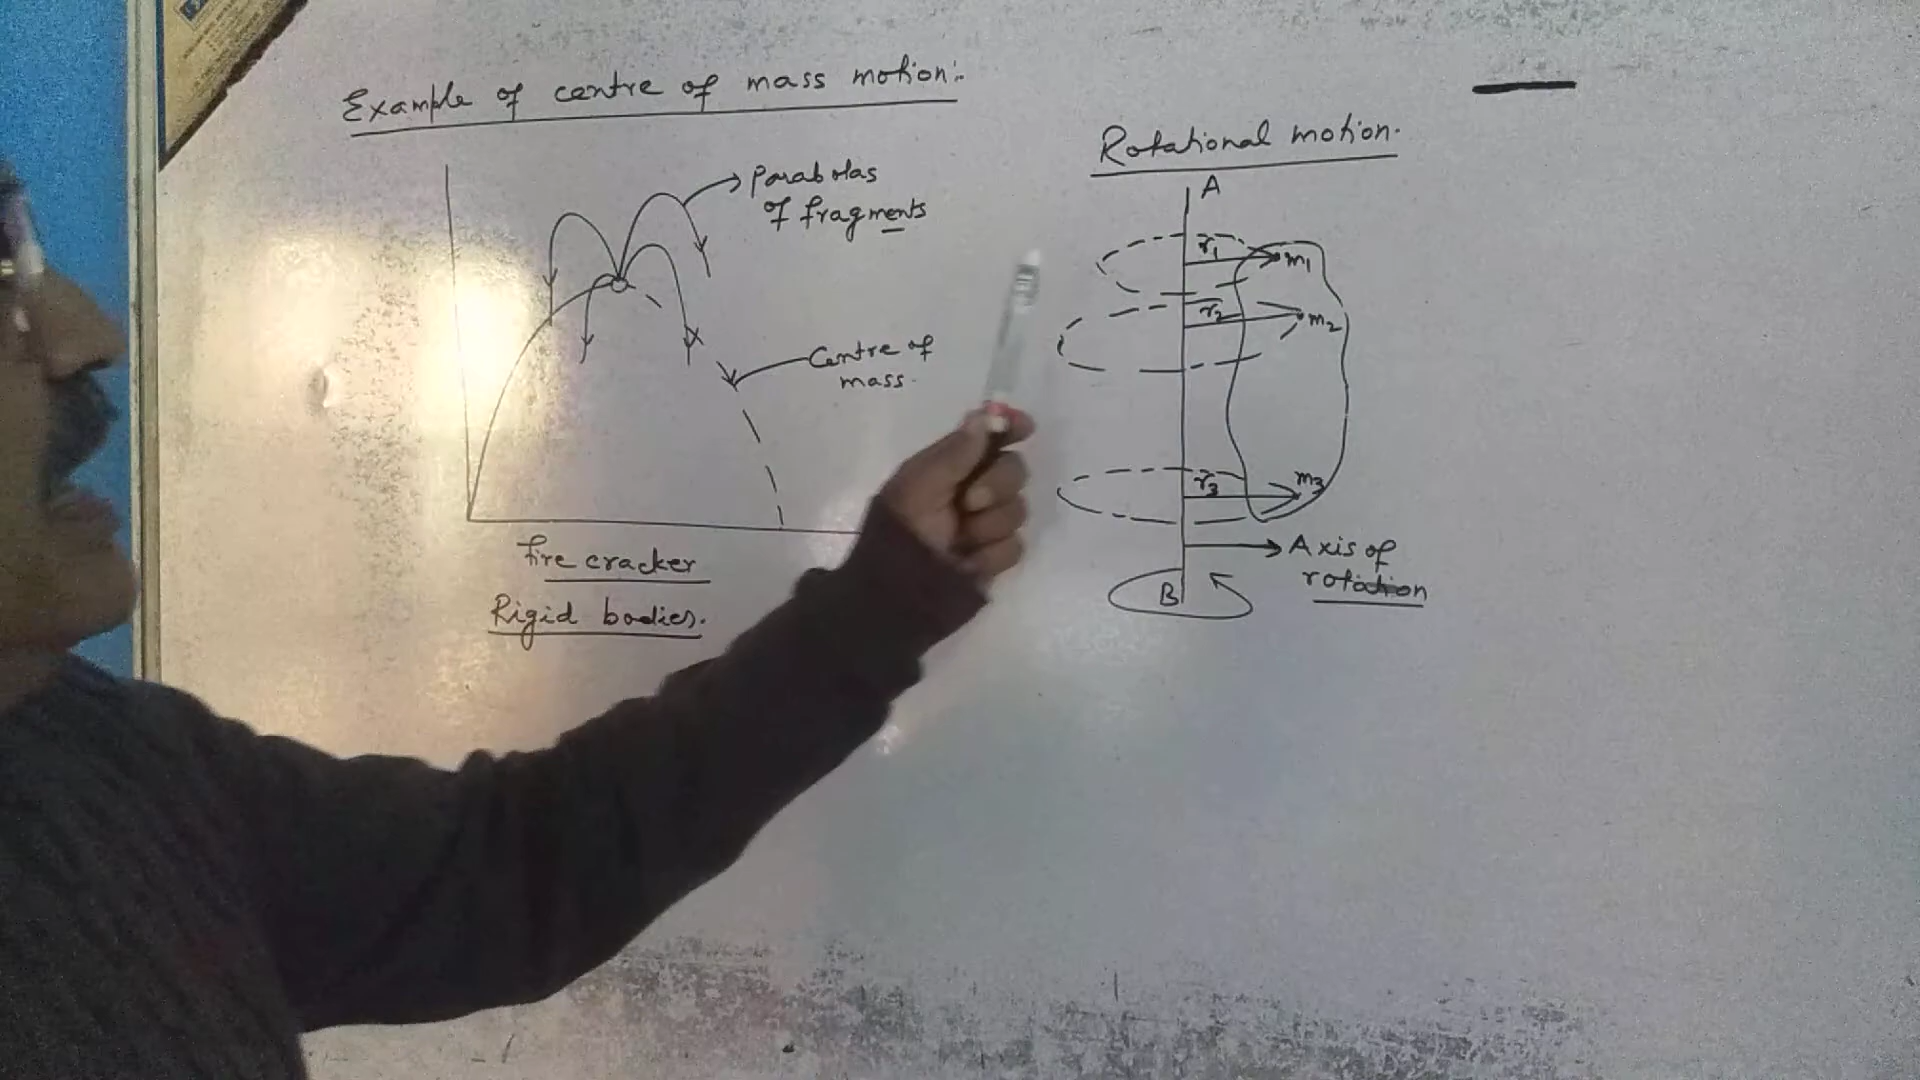 Example of centre of mass motion:-
Parabolas
of fragments
Centre of
mass.
Fire cracker
Rigid bodies.
Rotational motion.
A
r1 m1
r2 m2
r3 m3
Axis of
rotation
B